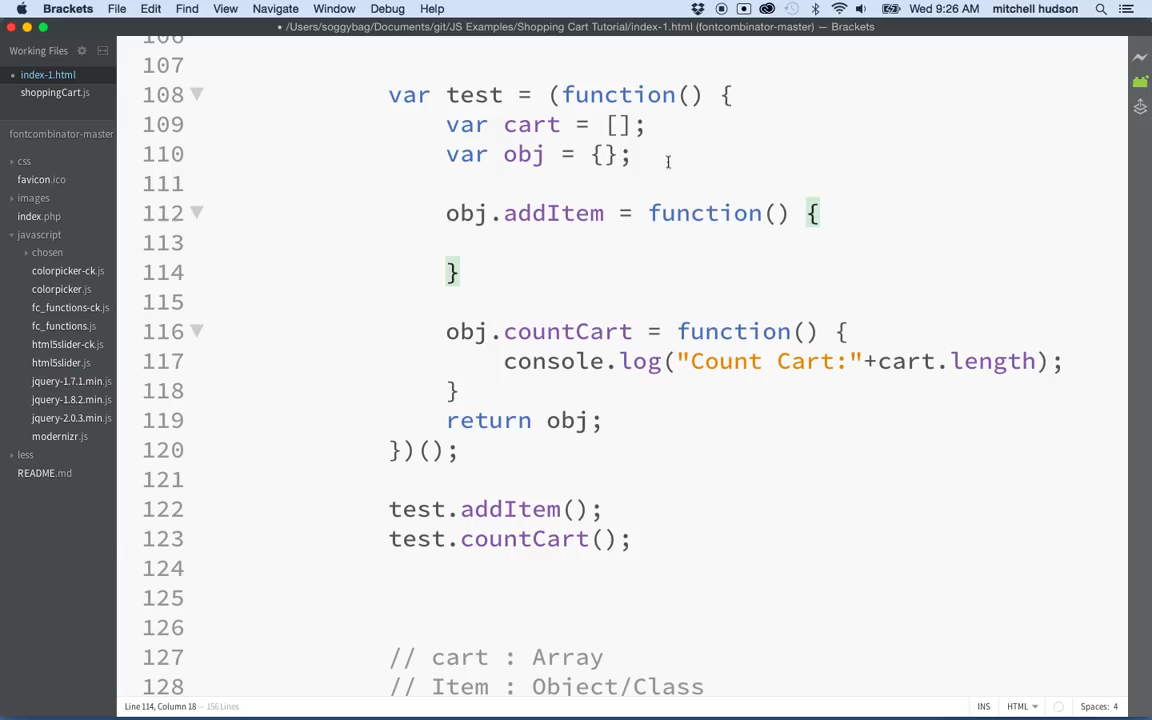 Brackets File Edit Find View Navigate Window Debug Help Wed 9:26 AM mitchell hudson
/Users/soggybag/Documents/git/JS Examples/Shopping Cart Tutorial/index-1.html (fontcombinator-master) — Brackets
Working Files
index-1.html
shoppingCart.js
fontcombinator-master
css
favicon.ico
images
index.php
javascript
chosen
colorpicker-ck.js
colorpicker.js
fc_functions-ck.js
fc_functions.js
html5slider-ck.js
html5slider.js
jquery-1.7.1.min.js
jquery-1.8.2.min.js
jquery-2.0.3.min.js
modernizr.js
less
README.md
106
107
108 var test = (function() {
109 var cart = [];
110 var obj = {};
111
112 obj.addItem = function() {
113
114 }
115
116 obj.countCart = function() {
117 console.log("Count Cart:"+cart.length);
118 }
119 return obj;
120 })();
121
122 test.addItem();
123 test.countCart();
124
125
126
127 // cart : Array
128 // Item : Object/Class
Line 114, Column 18 — 156 Lines INS HTML Spaces: 4